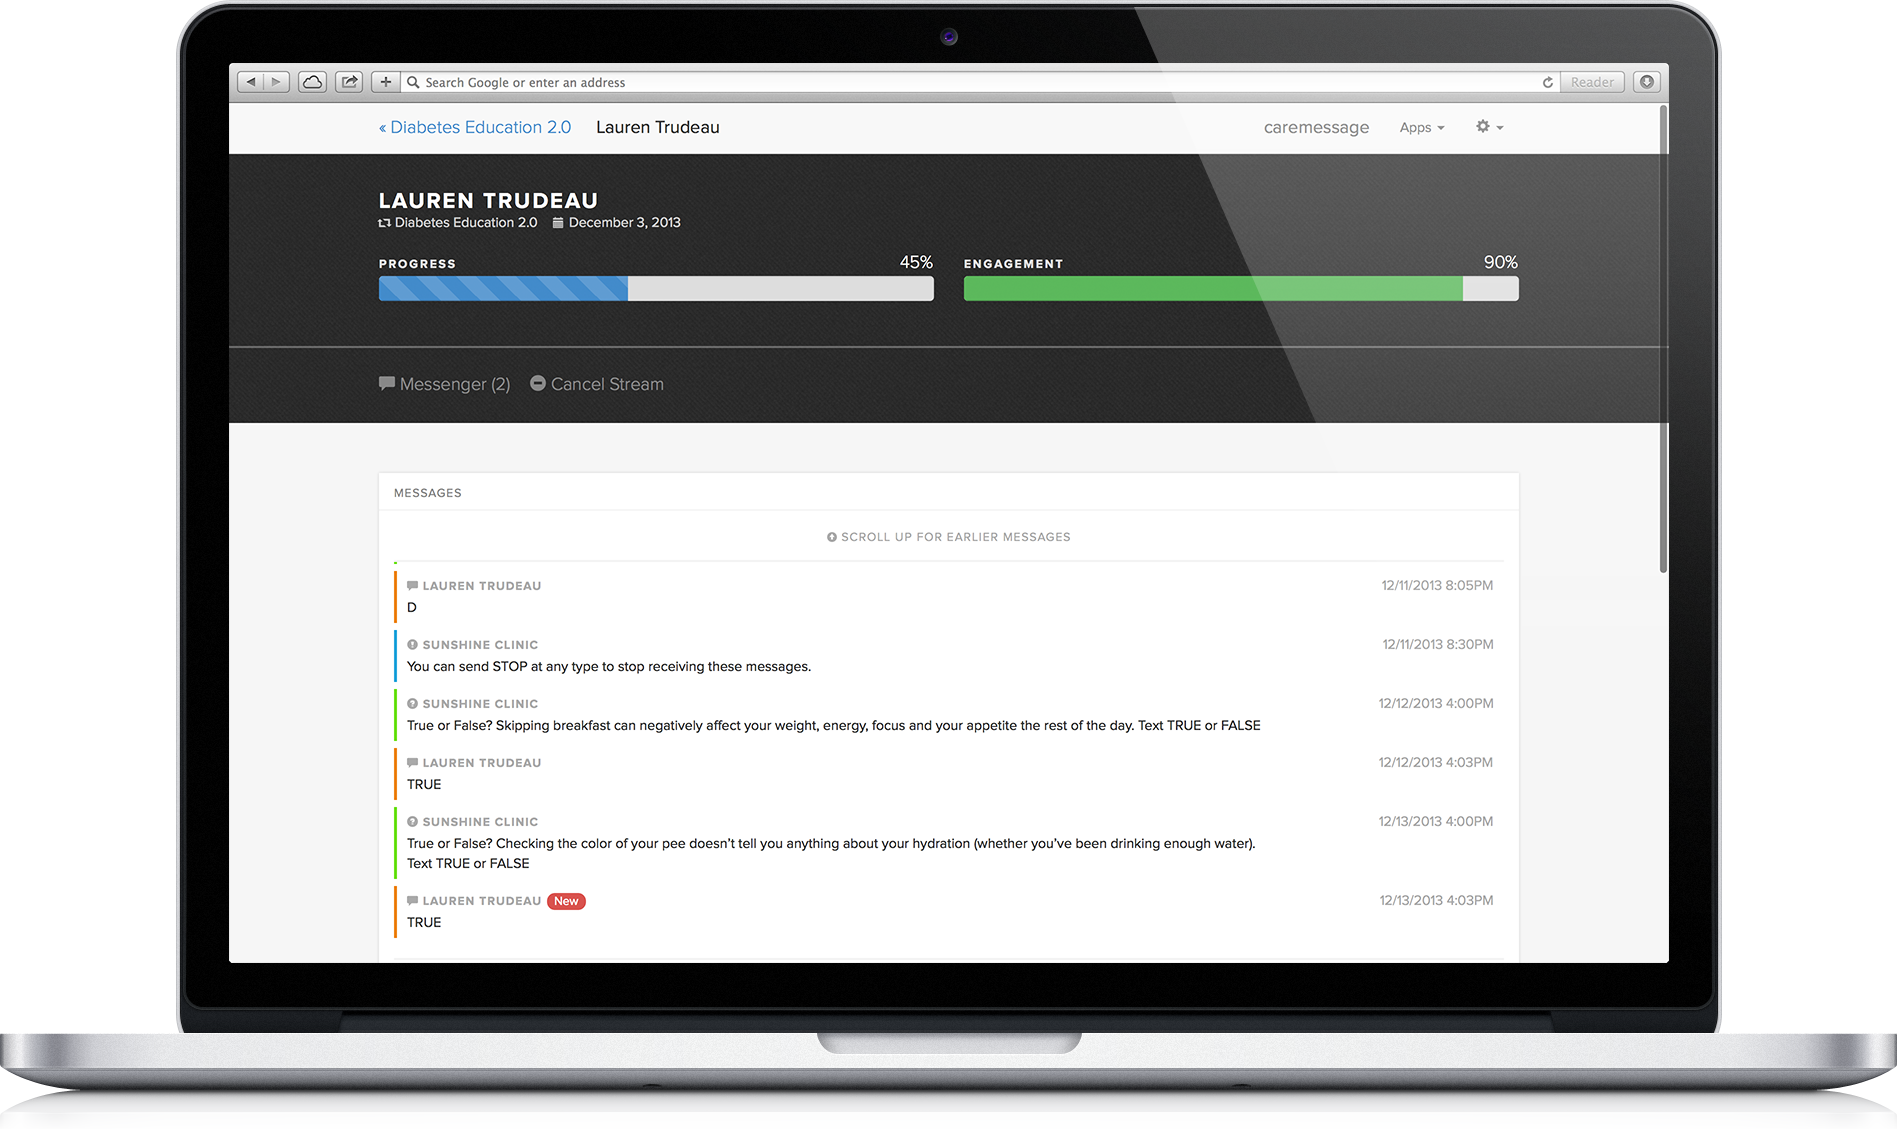 Search Google or enter an address
Reader
« Diabetes Education 2.0 Lauren Trudeau caremessage Apps
LAUREN TRUDEAU
Diabetes Education 2.0 December 3, 2013
PROGRESS 45% ENGAGEMENT 90%
Messenger (2) Cancel Stream
MESSAGES
SCROLL UP FOR EARLIER MESSAGES
LAUREN TRUDEAU 12/11/2013 8:05PM
D
SUNSHINE CLINIC 12/11/2013 8:30PM
You can send STOP at any type to stop receiving these messages.
SUNSHINE CLINIC 12/12/2013 4:00PM
True or False? Skipping breakfast can negatively affect your weight, energy, focus and your appetite the rest of the day. Text TRUE or FALSE
LAUREN TRUDEAU 12/12/2013 4:03PM
TRUE
SUNSHINE CLINIC 12/13/2013 4:00PM
True or False? Checking the color of your pee doesn't tell you anything about your hydration (whether you've been drinking enough water).
Text TRUE or FALSE
LAUREN TRUDEAU New 12/13/2013 4:03PM
TRUE